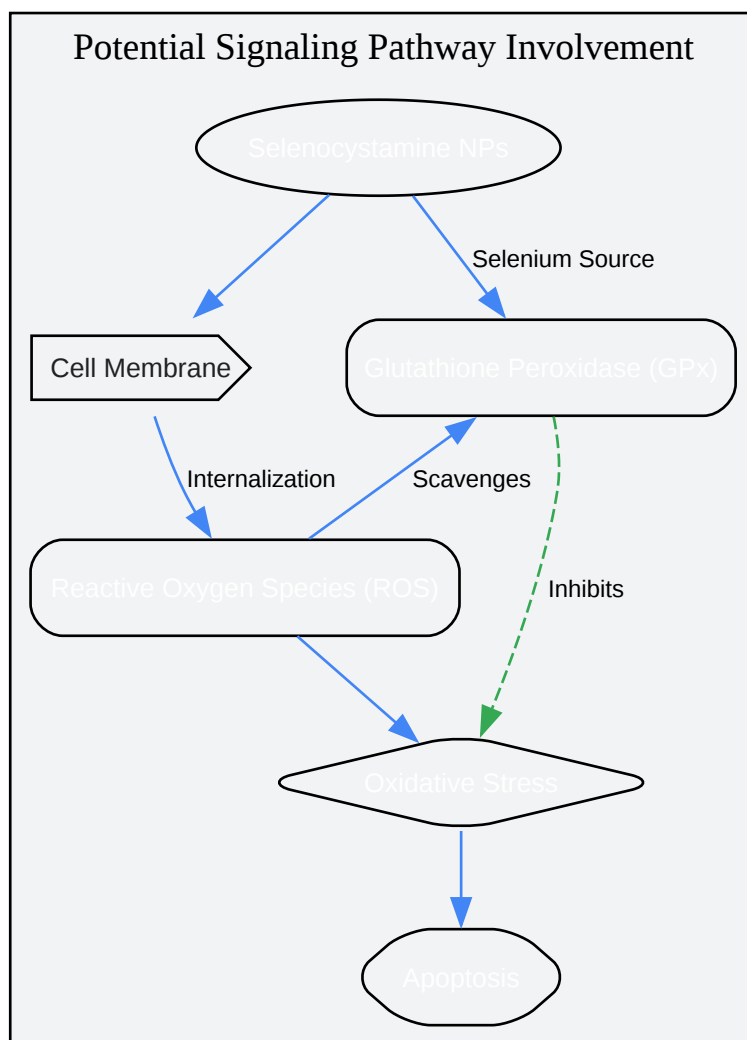 Potential Signaling Pathway Involvement
Selenocystamine NPs
Selenium Source
Cell Membrane
Glutathione Peroxidase (GPx)
Internalization
Scavenges
Reactive Oxygen Species (ROS)
Inhibits
Oxidative Stress
Apoptosis